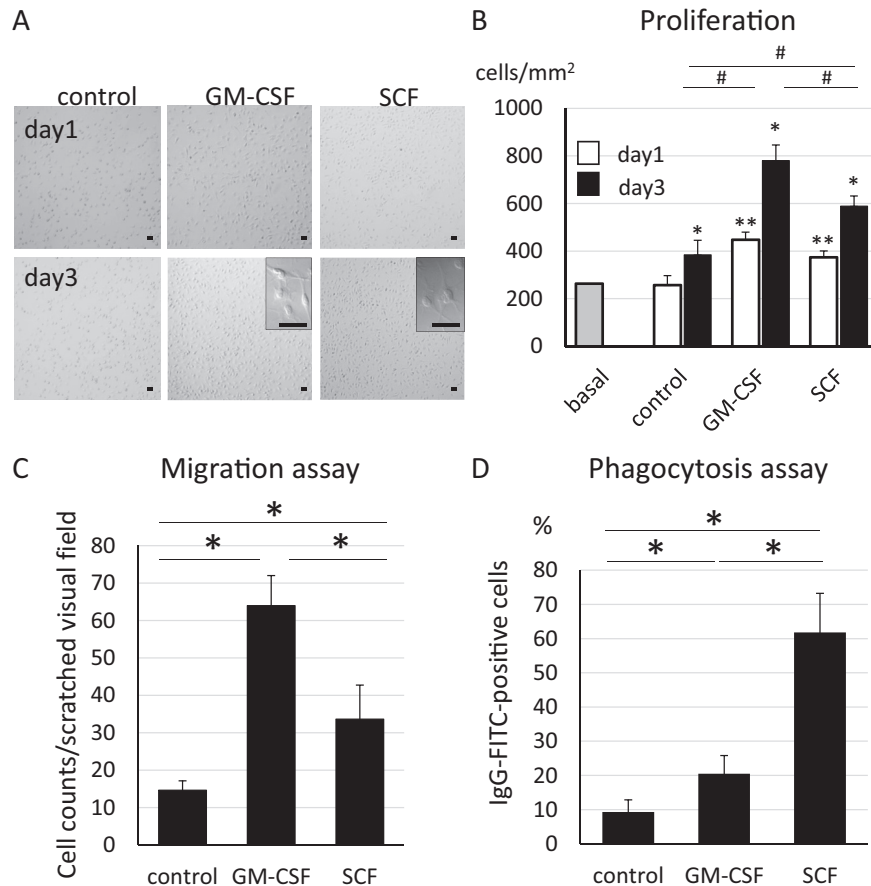 A
control GM-CSF SCF
day1
day3
B
Proliferation
cells/mm²
#
# #
1000
800
600
400
200
0
day1
day3
*
** *
** *
basal control GM-CSF SCF
C
Migration assay
Cell counts/scratched visual field
*
* *
80
70
60
50
40
30
20
10
0
control GM-CSF SCF
D
Phagocytosis assay
%
IgG-FITC-positive cells
*
* *
80
70
60
50
40
30
20
10
0
control GM-CSF SCF